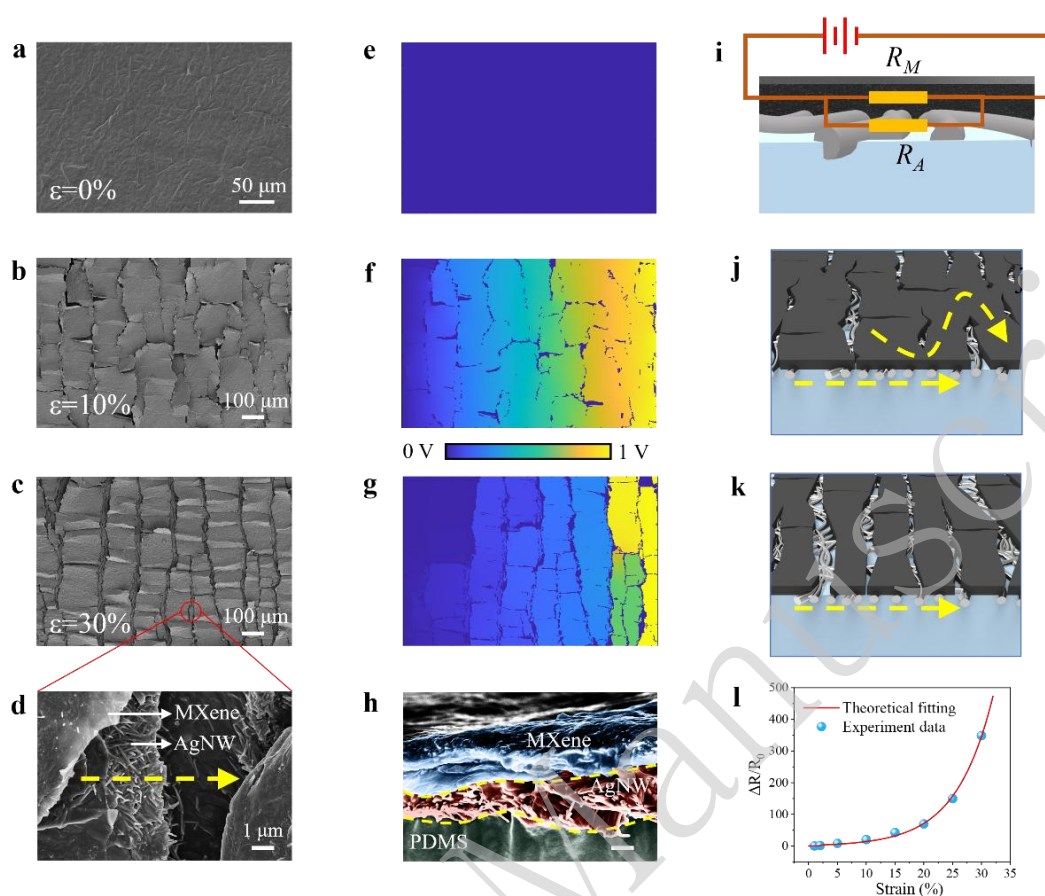 a
ε=0%
50 μm
e
i
R_M
R_A
b
ε=10%
100 μm
f
j
0 V
1 V
c
ε=30%
100 μm
g
k
d
MXene
AgNW
1 μm
h
MXene
AgNW
PDMS
l
500
400
300
200
100
0
ΔR/R₀
Theoretical fitting
Experiment data
0 5 10 15 20 25 30 35
Strain (%)
Manuscri